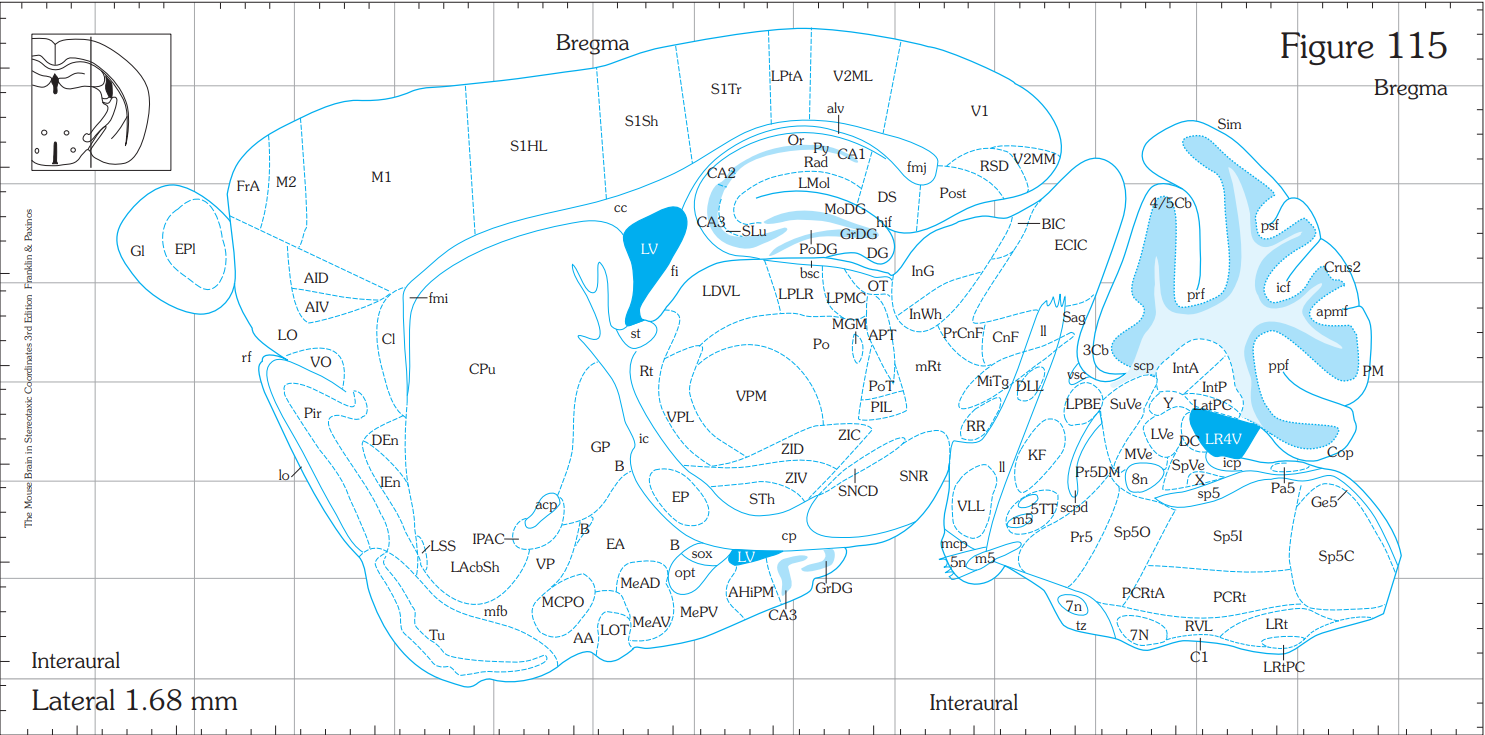 Bregma
Figure 115
Bregma
LPtA
V2ML
S1Tr
alv
V1
S1Sh
Sim
S1HL
Or
Py
CA1
Rad
fmj
RSD
V2MM
M1
M2
FrA
CA2
LMol
DS
Post
4/5Cb
cc
MoDG
hif
CA3
SLu
GrDG
BIC
psf
Gl
EPl
LV
PoDG
DG
ECIC
fi
bsc
InG
Crus2
AID
LDVL
LPLR
LPMC
OT
prf
icf
fmi
AIV
InWh
apmf
LO
Cl
st
MGM
APT
PrCnF
CnF
ll
Sag
Po
3Cb
rf
VO
CPu
Rt
mRt
vsc
scp
IntA
ppf
PM
MiTg
DLL
VPM
PoT
IntP
Pir
VPL
PIL
LPBE
SuVe
Y
LatPC
DEn
ic
ZIC
RR
LVe
DC
LR4V
GP
ZID
KF
MVe
Cop
lo
B
ll
SpVe
icp
IEn
ZIV
SNR
Pr5DM
8n
X
Pa5
EP
STh
SNCD
sp5
Ge5
acp
VLL
5TT
scpd
m5
cp
Pr5
Sp5O
Sp5I
IPAC
B
EA
B
LSS
sox
LV
mcp
Sp5C
LAcbSh
VP
opt
5n
m5
MeAD
AHiPM
GrDG
PCRtA
PCRt
mfb
MCPO
MePV
CA3
7n
Tu
AA
LOT
MeAV
tz
7N
RVL
LRt
C1
LRtPC
Interaural
Lateral 1.68 mm
Interaural
The Mouse Brain in Stereotaxic Coordinates 3rd Edition Franklin & Paxinos